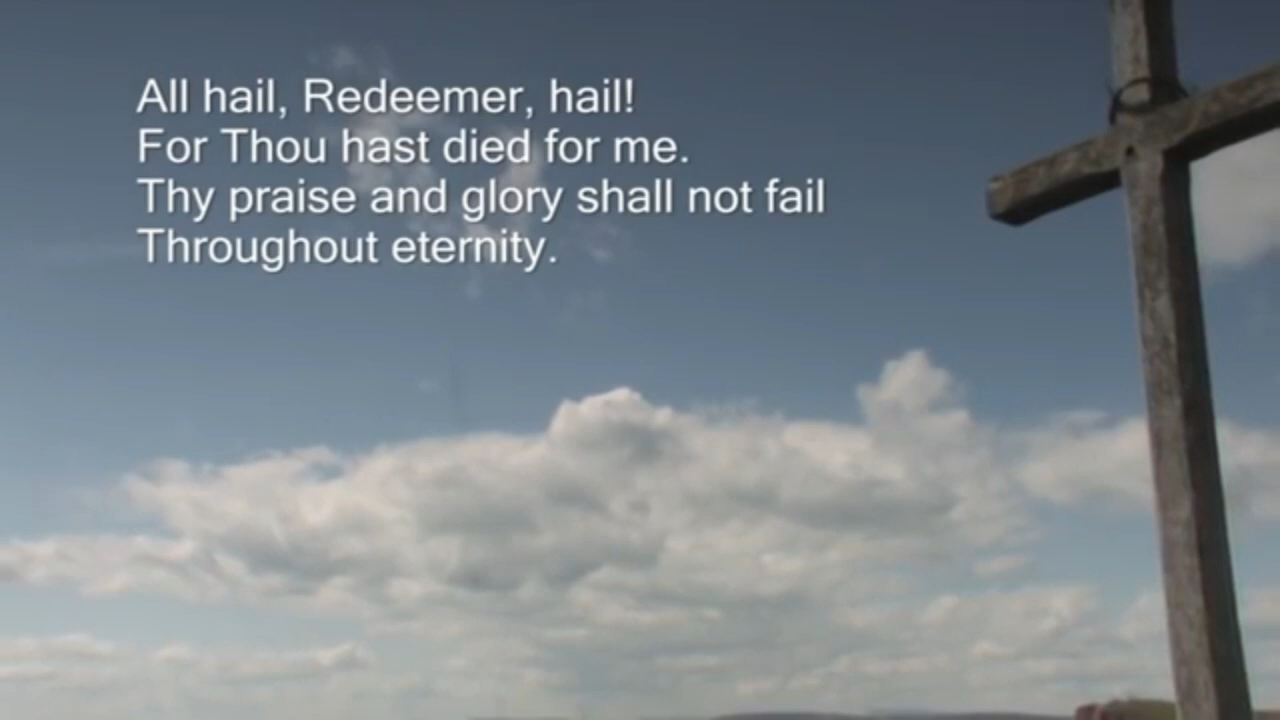 All hail, Redeemer, hail!
For Thou hast died for me.
Thy praise and glory shall not fail
Throughout eternity.